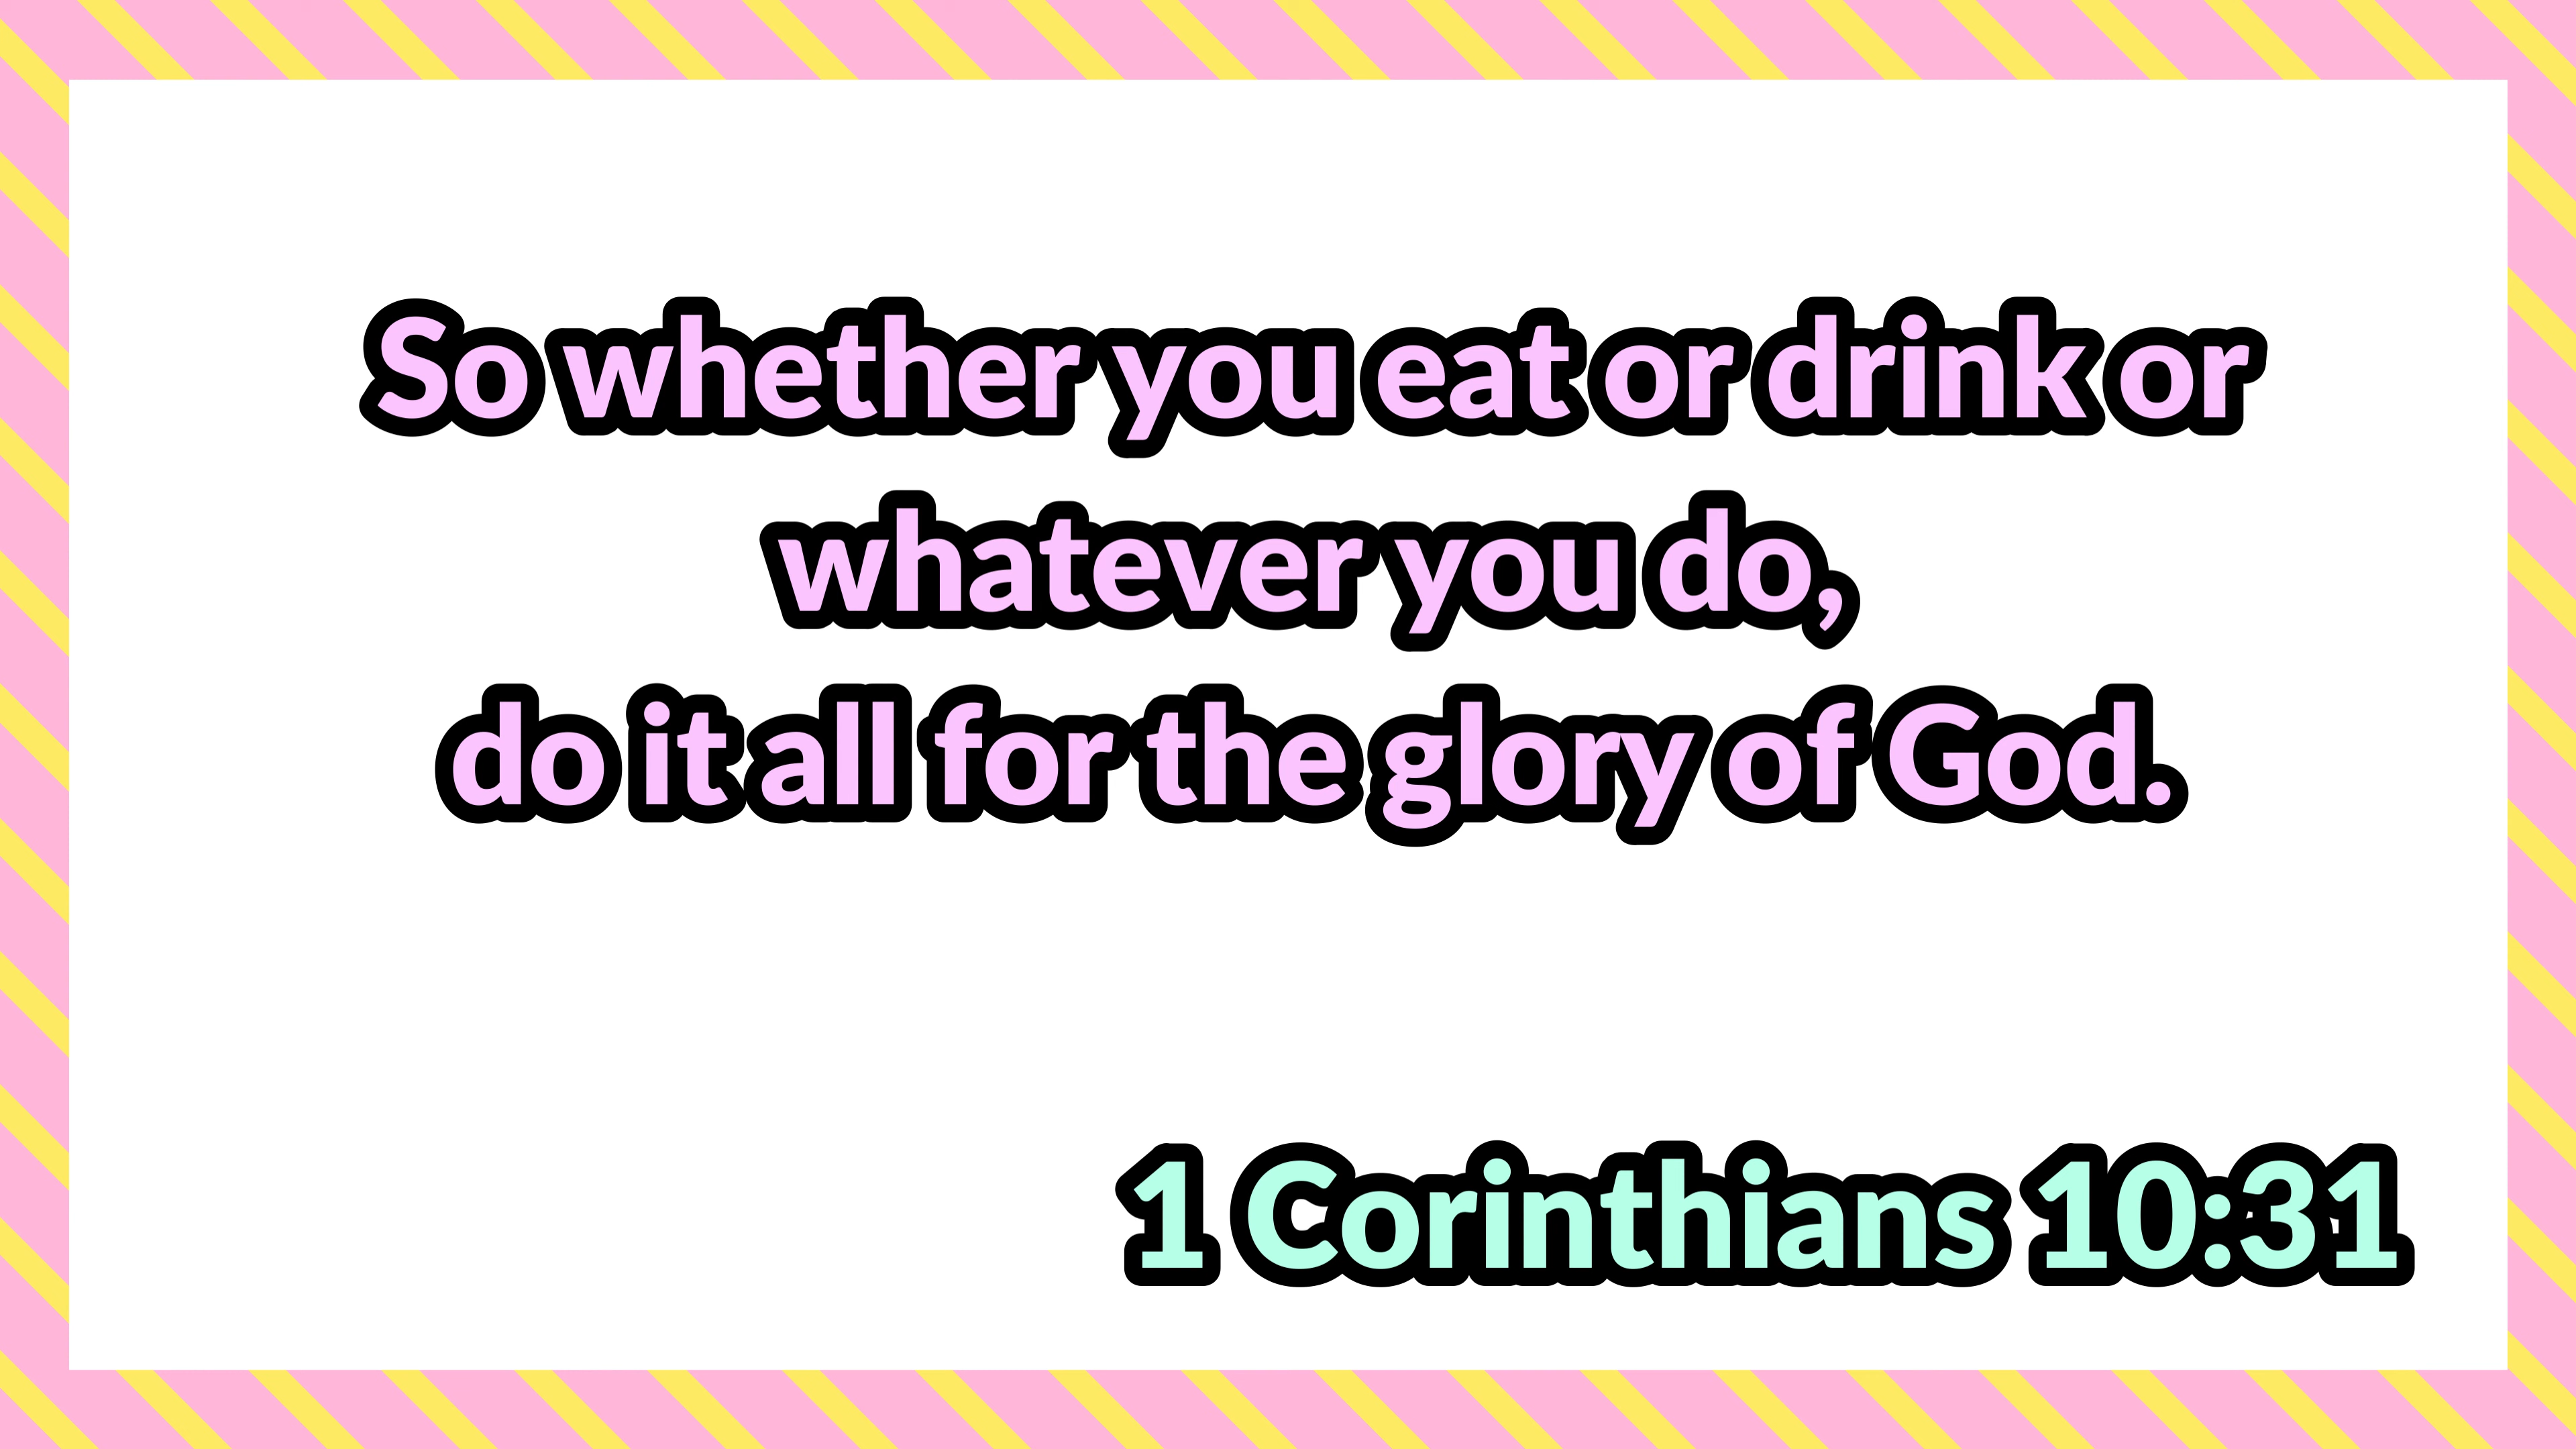 So whether you eat or drink or
whatever you do,
do it all for the glory of God.
1 Corinthians 10:31